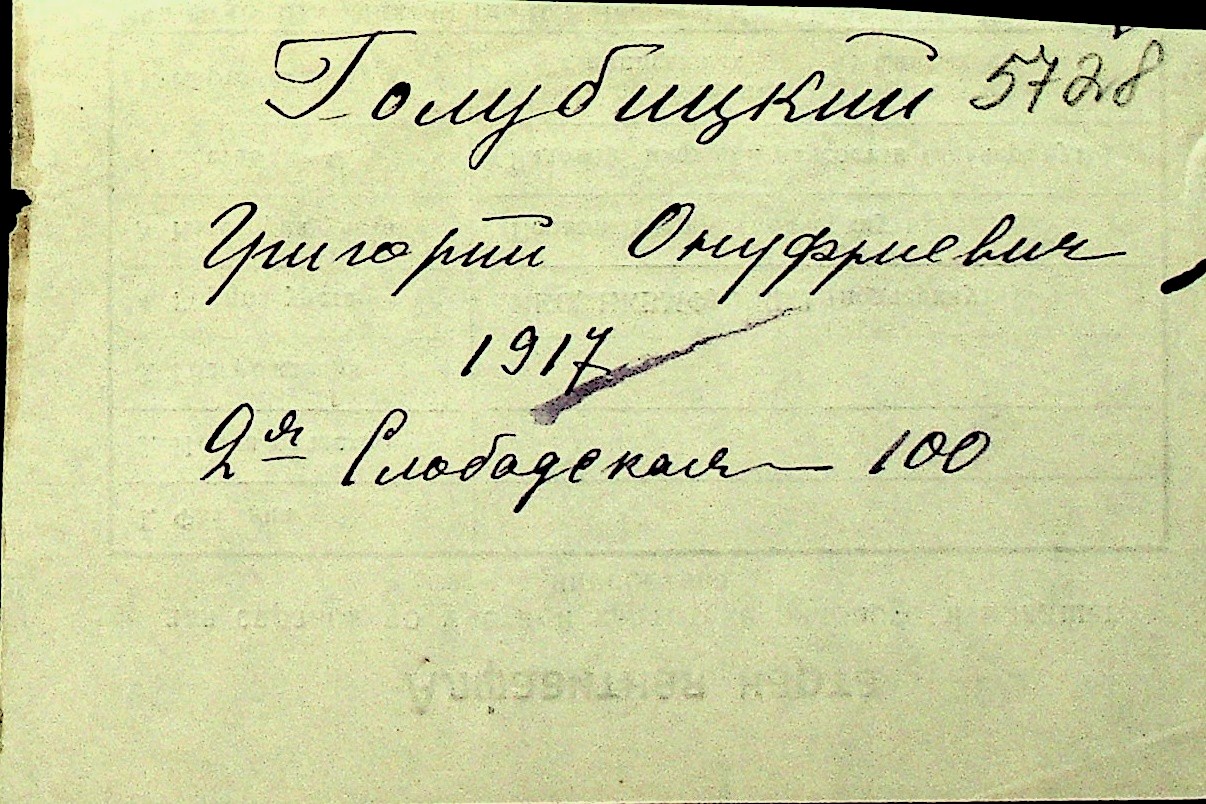 Голубицкий 5728
Григорий Онуфриевич
1917
2я Слободская — 100